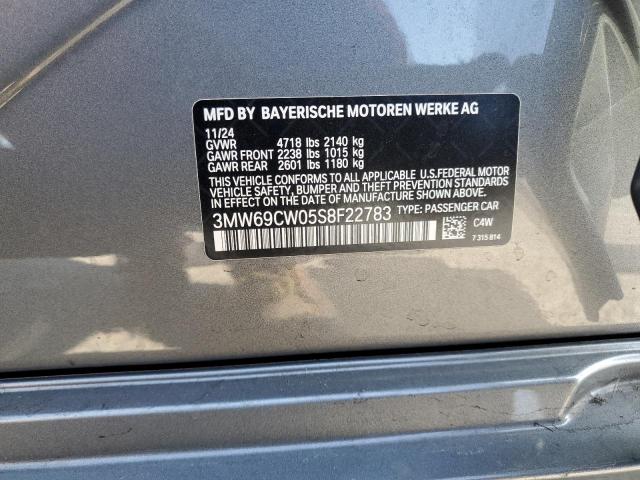 MFD BY BAYERISCHE MOTOREN WERKE AG
11/24
GVWR 4718 lbs 2140 kg
GAWR FRONT 2238 lbs 1015 kg
GAWR REAR 2601 lbs 1180 kg
THIS VEHICLE CONFORMS TO ALL APPLICABLE U.S.FEDERAL MOTOR
VEHICLE SAFETY, BUMPER AND THEFT PREVENTION STANDARDS
IN EFFECT ON THE DATE OF MANUFACTURE SHOWN ABOVE.
3MW69CW05S8F22783 TYPE: PASSENGER CAR
C4W
7 315 814